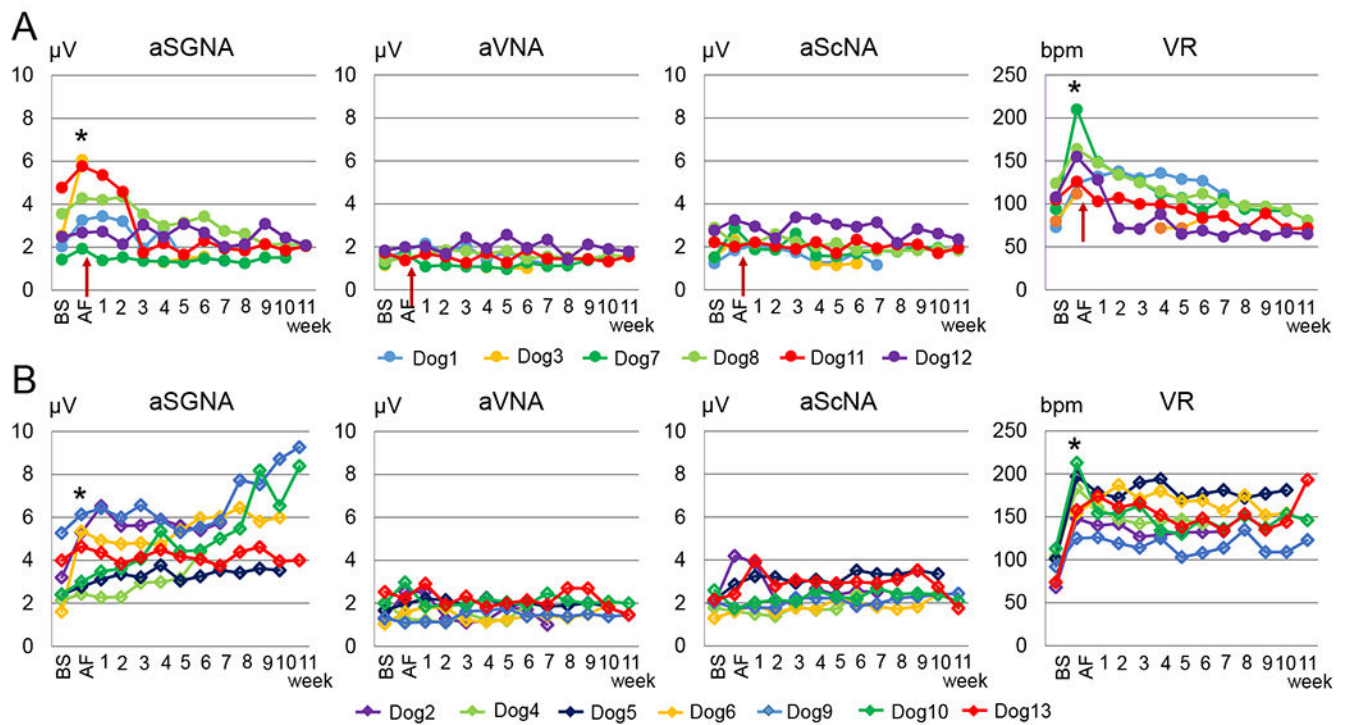 A
µV aSGNA
µV aVNA
µV aScNA
bpm VR
10
8
6
4
2
0
*
BS AF 1 2 3 4 5 6 7 8 9 10 11
week
10
8
6
4
2
0
BS AF 1 2 3 4 5 6 7 8 9 10 11
week
10
8
6
4
2
0
BS AF 1 2 3 4 5 6 7 8 9 10 11
week
250
200
150
100
50
0
*
BS AF 1 2 3 4 5 6 7 8 9 10 11
week
Dog1 Dog3 Dog7 Dog8 Dog11 Dog12
B
µV aSGNA
µV aVNA
µV aScNA
bpm VR
10
8
6
4
2
0
*
BS AF 1 2 3 4 5 6 7 8 9 10 11
week
10
8
6
4
2
0
BS AF 1 2 3 4 5 6 7 8 9 10 11
week
10
8
6
4
2
0
BS AF 1 2 3 4 5 6 7 8 9 10 11
week
250
200
150
100
50
0
*
BS AF 1 2 3 4 5 6 7 8 9 10 11
week
Dog2 Dog4 Dog5 Dog6 Dog9 Dog10 Dog13